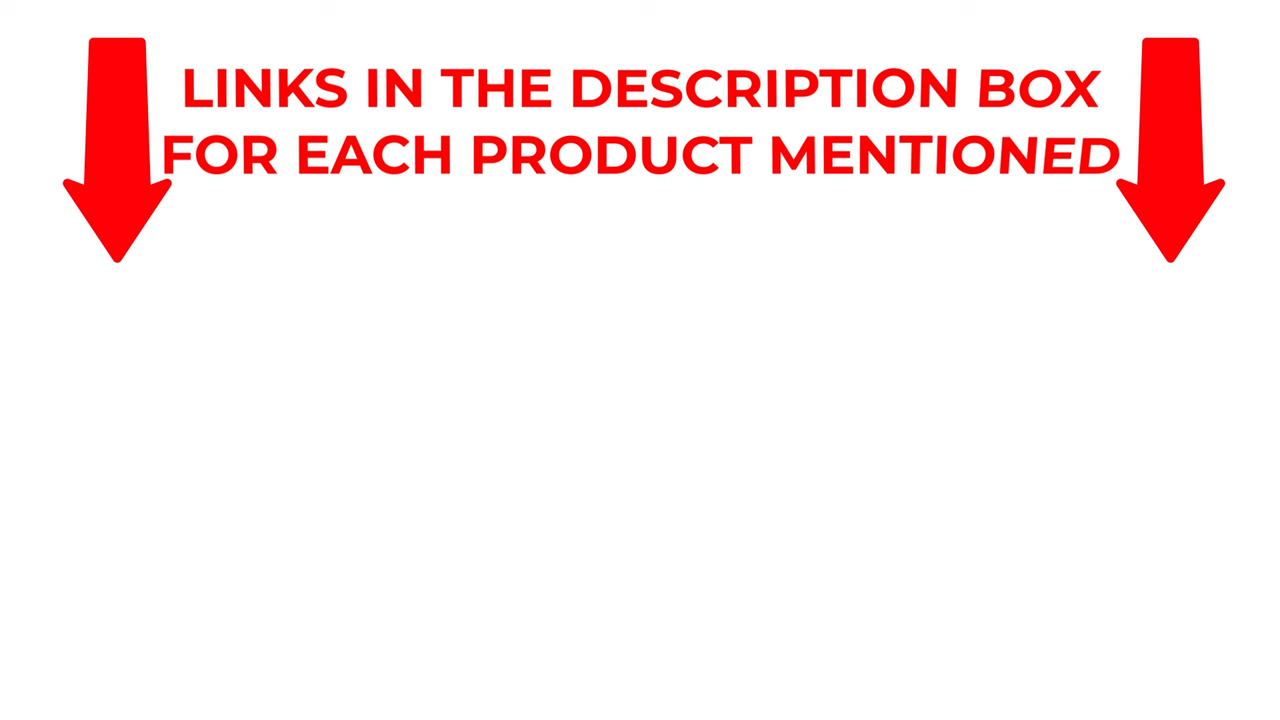 LINKS IN THE DESCRIPTION BOX
FOR EACH PRODUCT MENTIONED